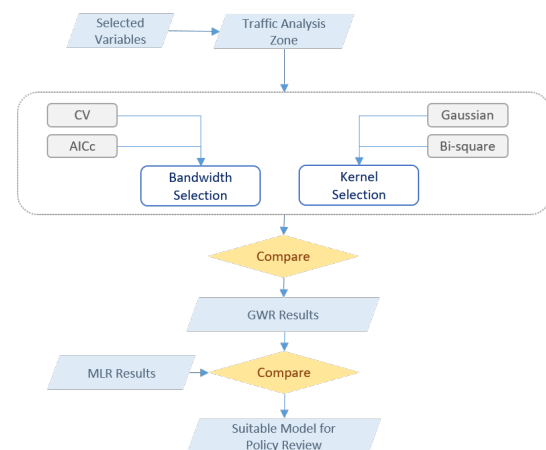 Selected
Variables
Traffic Analysis
Zone
CV
AICc
Gaussian
Bi-square
Bandwidth
Selection
Kernel
Selection
Compare
GWR Results
MLR Results
Compare
Suitable Model for
Policy Review